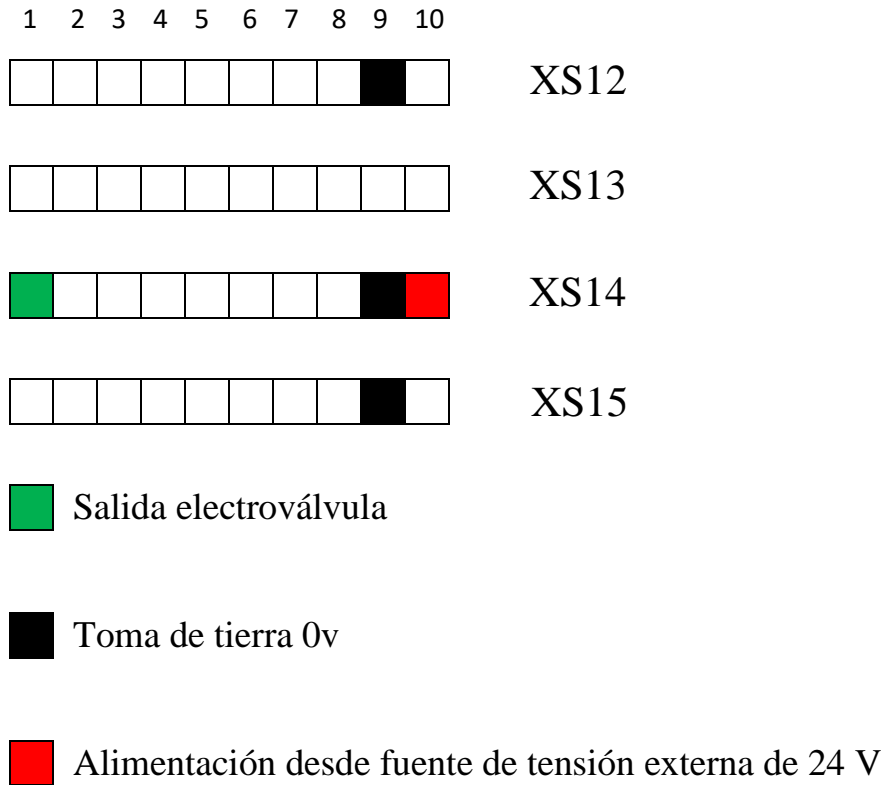 1 2 3 4 5 6 7 8 9 10
XS12
XS13
XS14
XS15
Salida electroválvula
Toma de tierra 0v
Alimentación desde fuente de tensión externa de 24 V